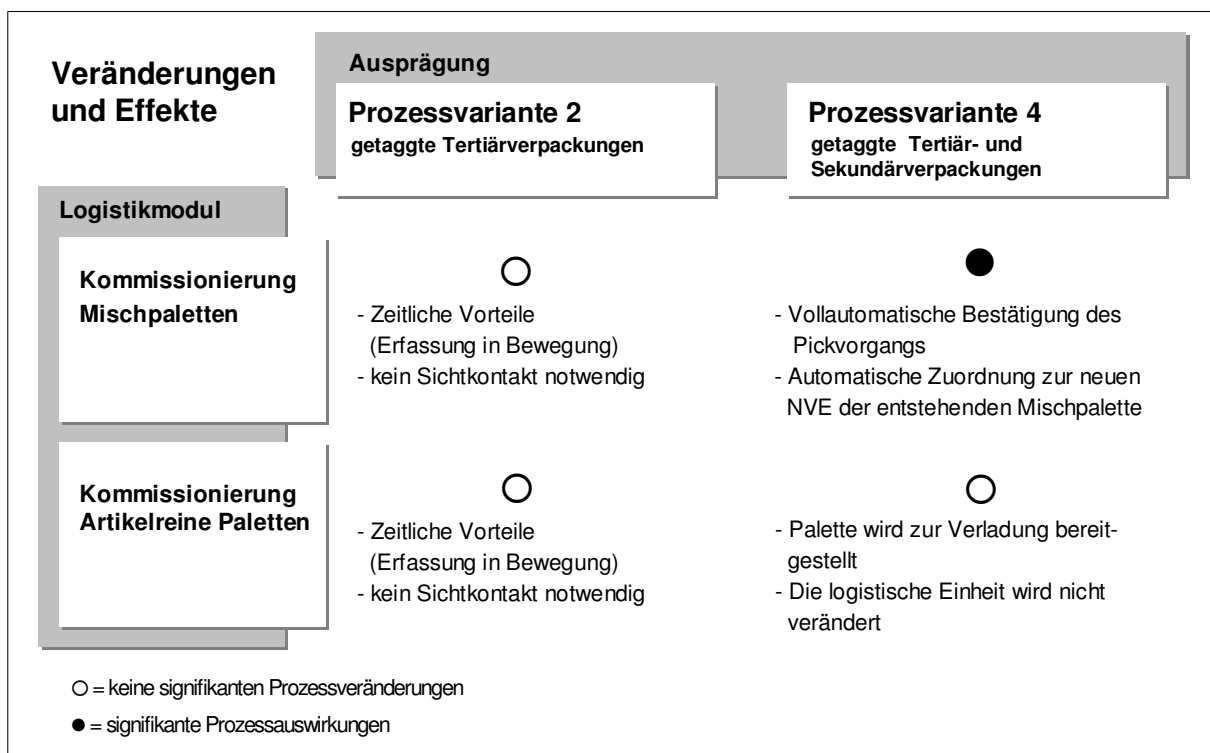 Veränderungen
und Effekte
Ausprägung
Prozessvariante 2
getaggte Tertiärverpackungen
Prozessvariante 4
getaggte Tertiär- und
Sekundärverpackungen
Logistikmodul
Kommissionierung
Mischpaletten
○
- Zeitliche Vorteile
(Erfassung in Bewegung)
- kein Sichtkontakt notwendig
●
- Vollautomatische Bestätigung des
Pickvorgangs
- Automatische Zuordnung zur neuen
NVE der entstehenden Mischpalette
Kommissionierung
Artikelreine Paletten
○
- Zeitliche Vorteile
(Erfassung in Bewegung)
- kein Sichtkontakt notwendig
○
- Palette wird zur Verladung bereit-
gestellt
- Die logistische Einheit wird nicht
verändert
○ = keine signifikanten Prozessveränderungen
● = signifikante Prozessauswirkungen